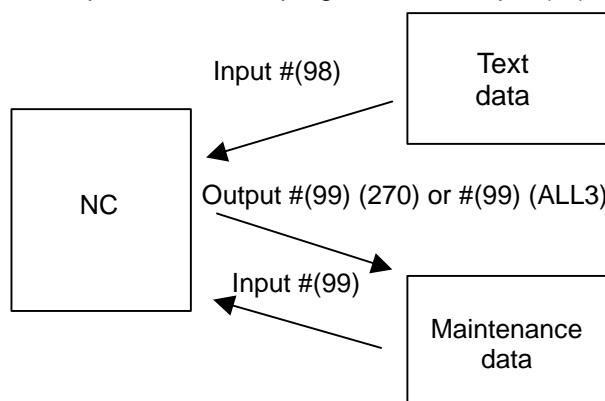 Input #(98)
Text
data
NC
Output #(99) (270) or #(99) (ALL3)
Input #(99)
Maintenance
data